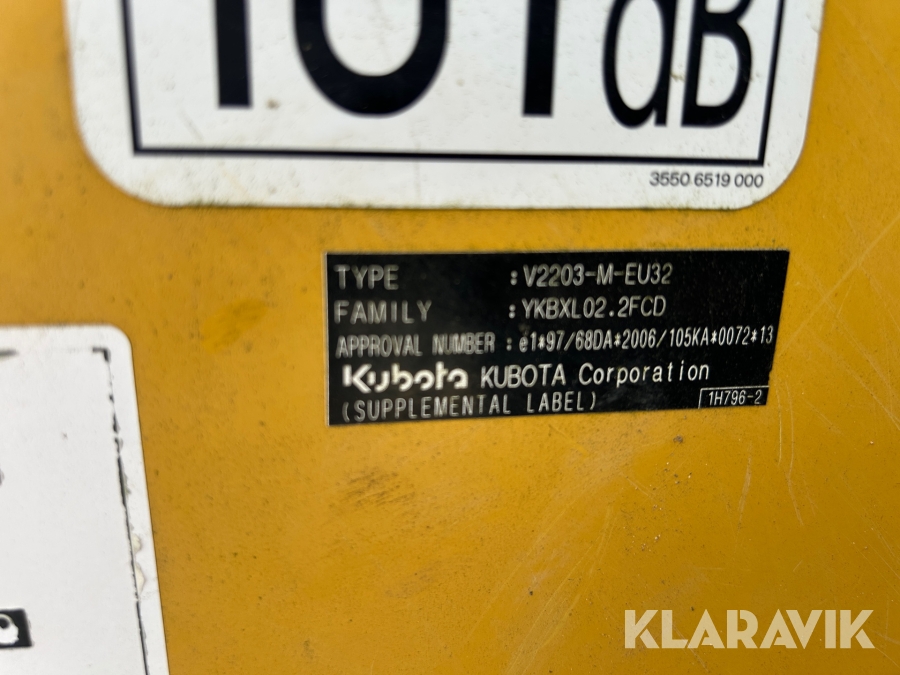 101 dB
3550 6519 000
TYPE : V2203-M-EU32
FAMILY : YKBXL02.2FCD
APPROVAL NUMBER : e1*97/68DA*2006/105KA*0072*13
Kubota KUBOTA Corporation
(SUPPLEMENTAL LABEL) 1H796-2
KLARAVIK